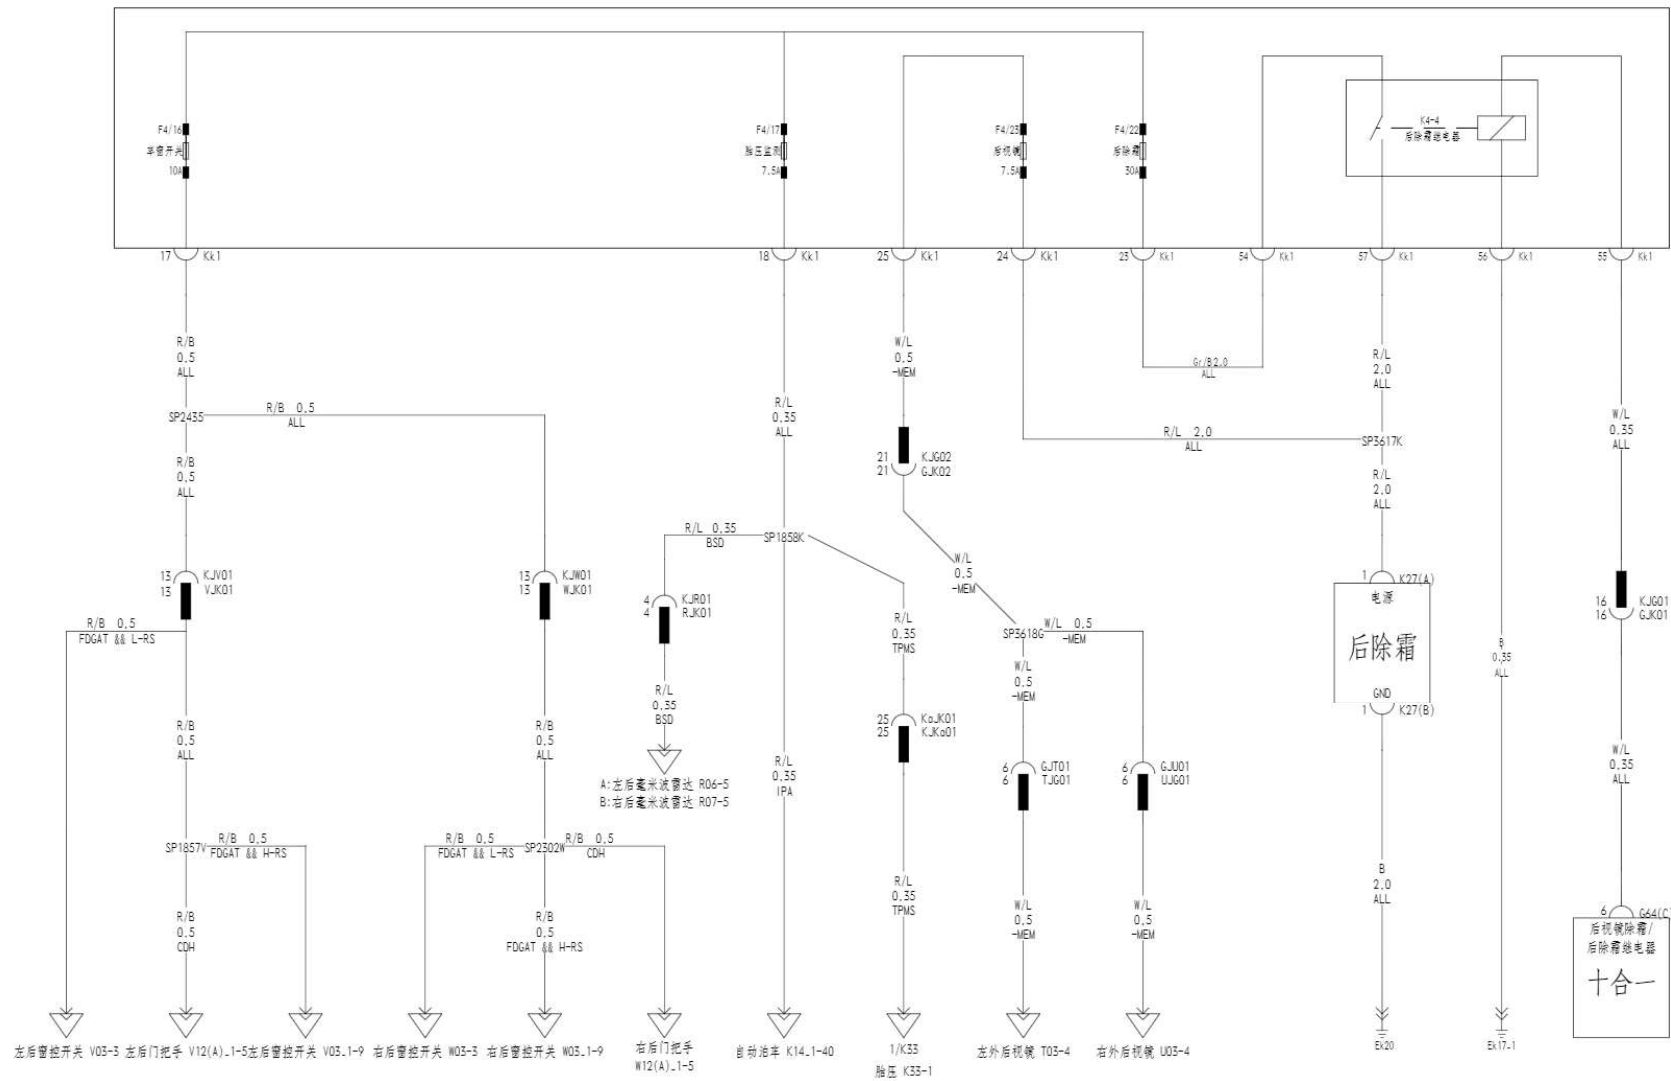 F4/16
车窗开关
10A
F4/17
胎压监测
7.5A
F4/23
后视镜
7.5A
F4/22
后除霜
30A
K4-4
后除霜继电器
17 Kk1
18 Kk1
25 Kk1
24 Kk1
23 Kk1
54 Kk1
57 Kk1
56 Kk1
55 Kk1
R/B
0.5
ALL
W/L
0.5
-MEM
Gr/B2.0
ALL
R/L
2.0
ALL
SP2435
R/B 0.5
ALL
R/L
0.35
ALL
W/L
0.35
ALL
R/L 2.0
ALL
SP3617K
R/B
0.5
ALL
21 KJG02
21 GJK02
R/L
2.0
ALL
R/L 0.35
BSD
SP1858K
W/L
0.5
-MEM
13 KJV01
13 VJK01
13 KJW01
13 WJK01
4 KJR01
4 RJK01
1 K27(A)
电源
后除霜
GND
1 K27(B)
16 KJG01
16 GJK01
R/B 0.5
FDGAT && L-RS
R/L
0.35
TPMS
SP3618G
W/L 0.5
-MEM
W/L
0.5
-MEM
B
0.35
ALL
R/L
0.35
BSD
R/B
0.5
ALL
R/B
0.5
ALL
25 KaJK01
25 KJKa01
A:左后毫米波雷达 R06-5
B:右后毫米波雷达 R07-5
R/L
0.35
IPA
6 GJT01
6 TJG01
6 GJU01
6 UJG01
W/L
0.35
ALL
SP1857V
R/B 0.5
FDGAT && H-RS
R/B 0.5
FDGAT && L-RS
SP2302W
R/B 0.5
CDH
R/B
0.5
CDH
R/B
0.5
FDGAT && H-RS
R/L
0.35
TPMS
W/L
0.5
-MEM
W/L
0.5
-MEM
B
2.0
ALL
6 G64(C
后视镜除霜/
后除霜继电器
十合一
左后窗控开关 V03-3
左后门把手 V12(A)_1-5
左后窗控开关 V03_1-9
右后窗控开关 W03-3
右后窗控开关 W03_1-9
右后门把手
W12(A)_1-5
自动泊车 K14_1-40
1/K33
胎压 K33-1
左外后视镜 T03-4
右外后视镜 U03-4
Ek20
Ek17_1